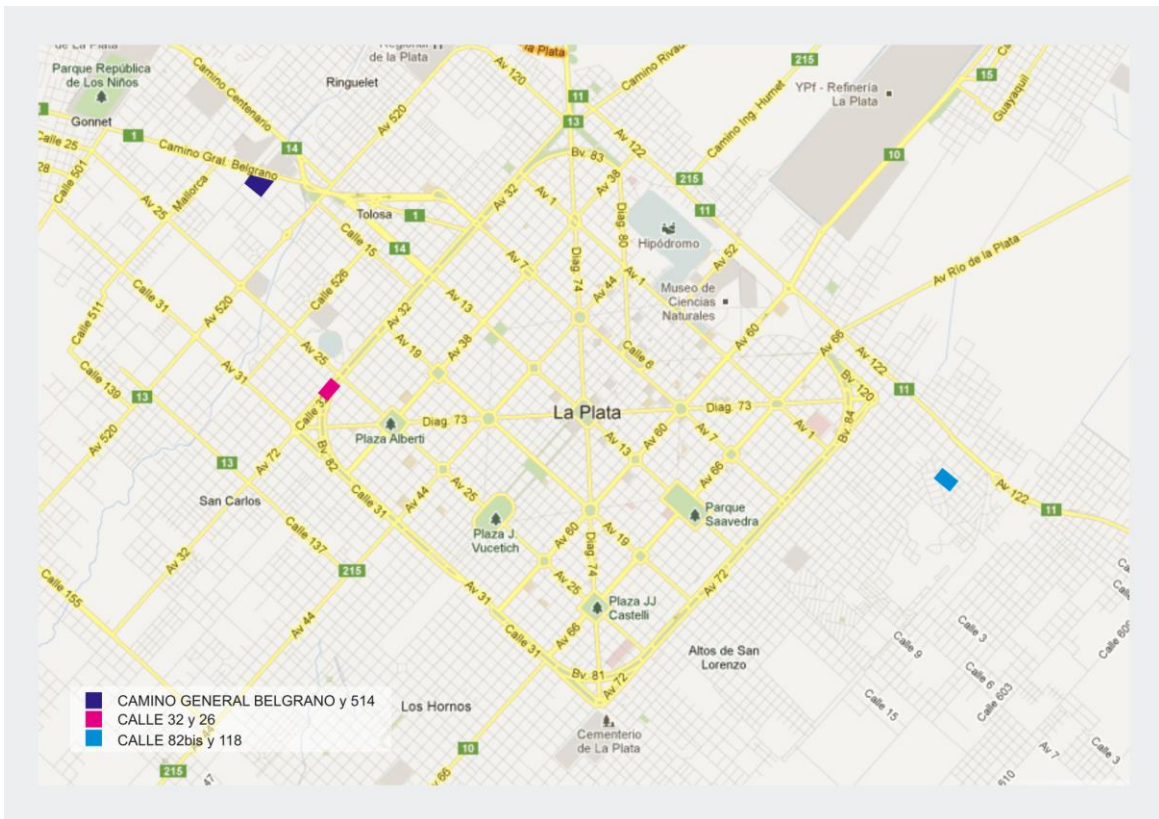 de La Plata
Regional
de la Plata
la Plata
215
15
Parque República
de Los Niños
Gonnet
Ringuelet
Av 120
Camino Rivad
11
13
Av 122
Camino Ing. Humet
YPf - Refinería
La Plata
Guayaquil
10
Camino Centenario
Av 520
1
14
Calle 25
28
Calle 501
Camino Gral. Belgrano
Mallorca
Av 25
Bv. 83
Av 38
Av 32
Av 1
Diag. 80
215
11
Hipódromo
Av 52
Av Río de la Plata
Tolosa
1
14
Calle 15
Av 7
Diag. 74
Av 44
Av 1
Museo de
Ciencias
Naturales
Calle 526
Calle 31
Av 520
Calle 511
Av 13
Av 32
Av 19
Av 38
Calle 6
Av 60
Av 66
Av 122
11
Bv. 120
Av 25
Av 31
Calle 139
13
Calle 3
La Plata
Diag. 73
Diag. 73
Plaza Alberti
Av 1
Bv. 84
Av 520
Av 72
Bv. 82
13
San Carlos
Av 44
Av 25
Av 13
Av 60
Av 7
Av 66
Av 122
11
Calle 31
Plaza J.
Vucetich
Parque
Saavedra
Calle 137
Av 32
215
Av 60
Diag. 74
Av 19
Av 72
Calle 155
Av 44
Av 31
Av 25
Plaza JJ
Castelli
Av 66
Calle 31
Altos de San
Lorenzo
Calle 3
Calle 9
Calle 6
Calle 603
Calle 15
Bv. 81
Av 72
Los Hornos
Cementerio
de La Plata
10
v 66
Av 7
Calle 3
610
215
47
44
CAMINO GENERAL BELGRANO y 514
CALLE 32 y 26
CALLE 82bis y 118